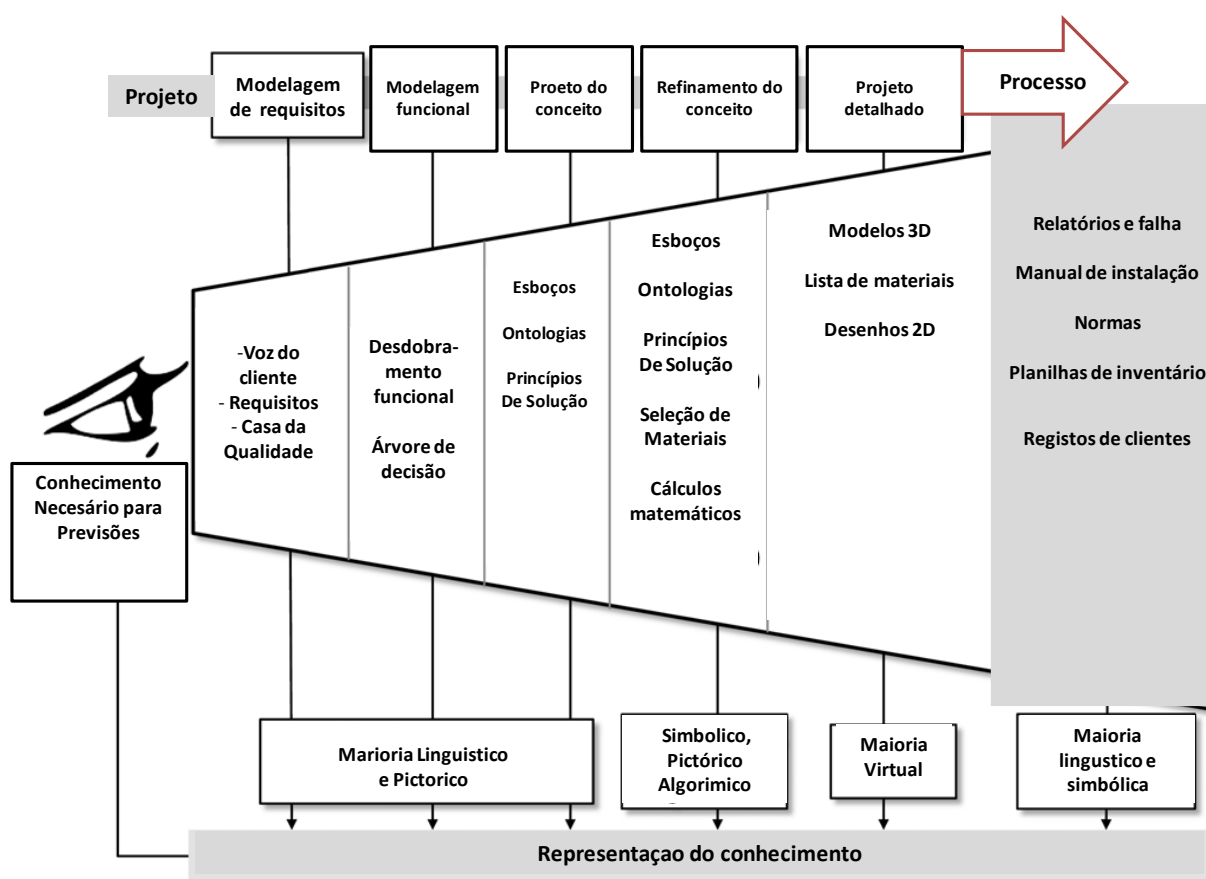 Projeto
Modelagem
de requisitos
Modelagem
funcional
Proeto do
conceito
Refinamento do
conceito
Projeto
detalhado
Processo
-Voz do
cliente
- Requisitos
- Casa da
Qualidade
Desdobra-
mento
funcional
Árvore de
decisão
Esboços
Ontologias
Princípios
De Solução
Esboços
Ontologias
Princípios
De Solução
Seleção de
Materiais
Cálculos
matemáticos
Modelos 3D
Lista de materiais
Desenhos 2D
Relatórios e falha
Manual de instalação
Normas
Planilhas de inventário
Registos de clientes
Conhecimento
Necesário para
Previsões
Marioria Linguistico
e Pictorico
Simbolico,
Pictórico
Algorimico
Maioria
Virtual
Maioria
lingustico e
simbólica
Representaçao do conhecimento